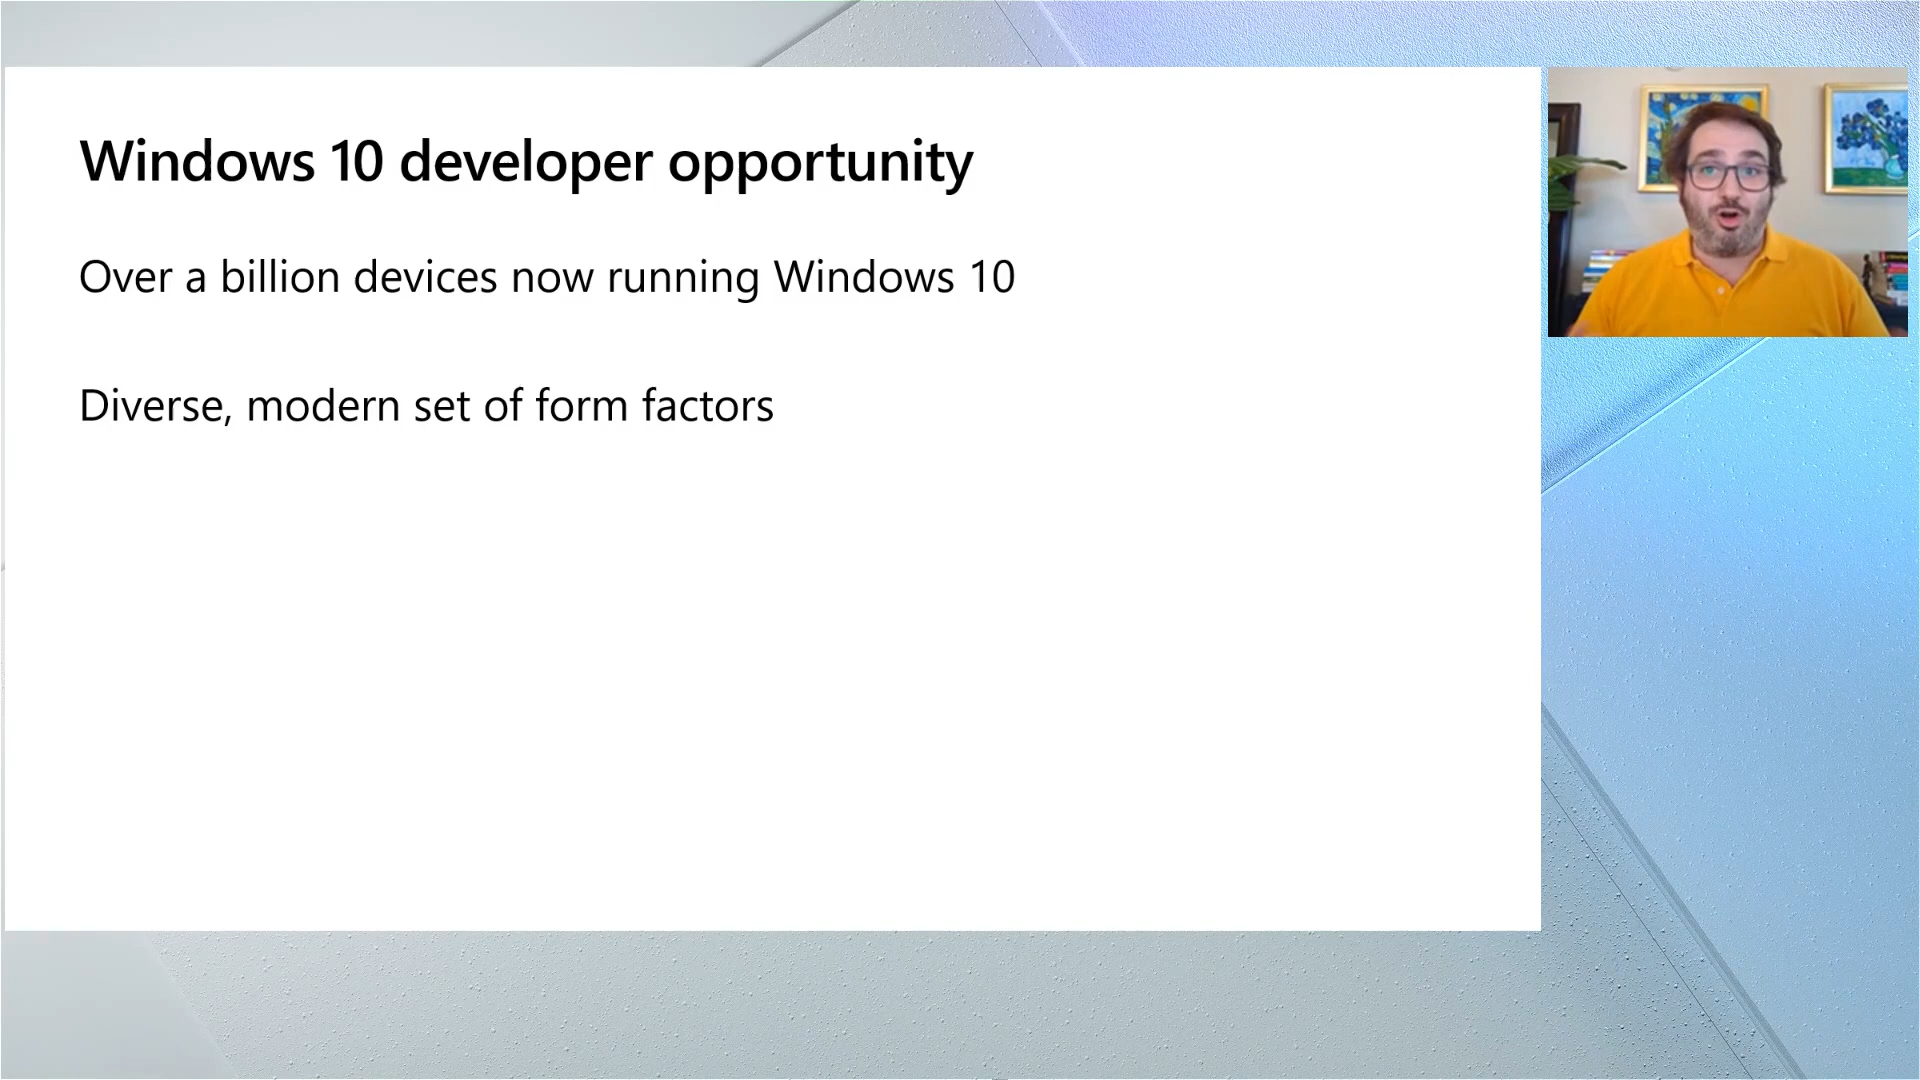 Windows 10 developer opportunity
Over a billion devices now running Windows 10
Diverse, modern set of form factors